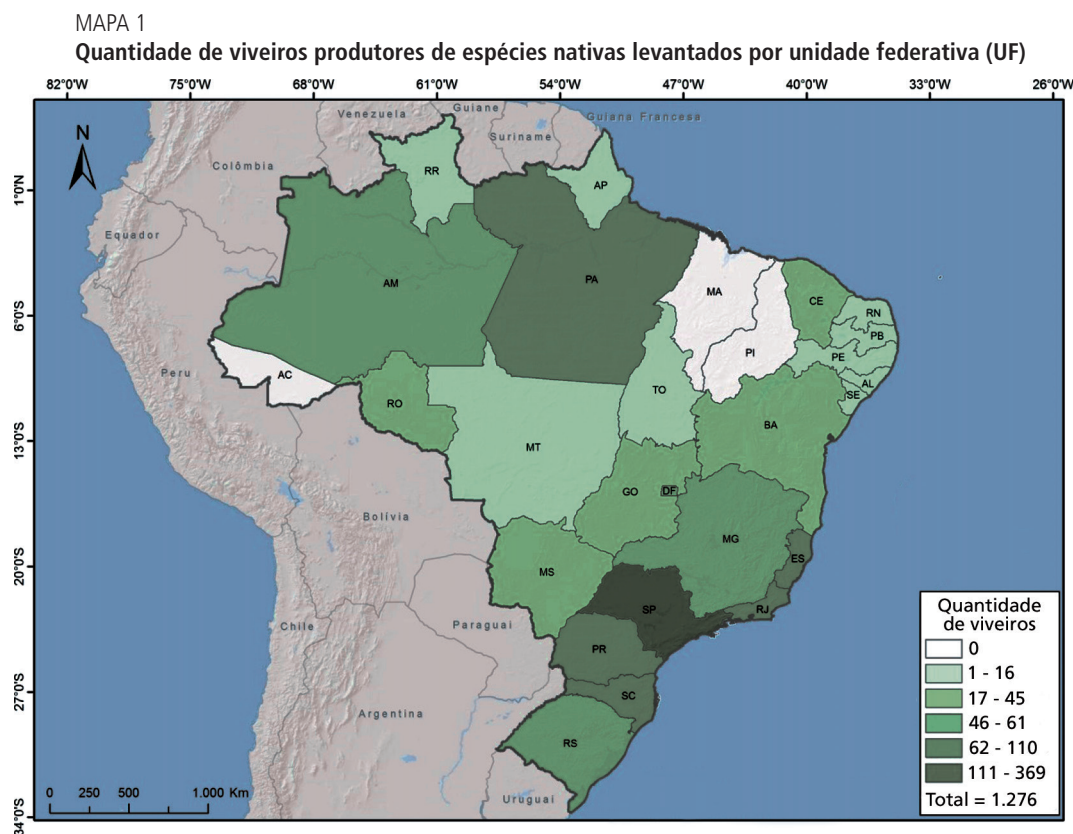 MAPA 1
Quantidade de viveiros produtores de espécies nativas levantados por unidade federativa (UF)
82°0'W 75°0'W 68°0'W 61°0'W 54°0'W 47°0'W 40°0'W 33°0'W 26°0'W
N
Venezuela
Guiane
Guiana Francesa
Suriname
Colômbia
RR
AP
1°0'N
Equador
AM
PA
MA
CE
RN
6°0'S
PB
PI
PE
Peru
AC
TO
AL
RO
SE
BA
13°0'S
MT
GO
DF
Bolívia
MG
ES
20°0'S
MS
SP
RJ
Chile
Paraguai
PR
27°0'S
SC
Argentina
RS
Uruguai
34°0'S
0 250 500 1.000 Km
Quantidade
de viveiros
0
1 - 16
17 - 45
46 - 61
62 - 110
111 - 369
Total = 1.276